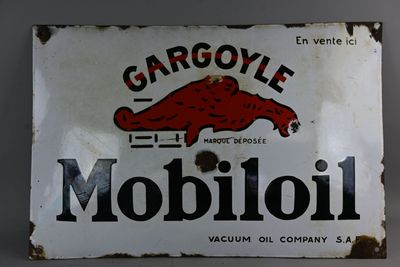 En vente ici
GARGOYLE
MARQUE DÉPOSÉE
Mobiloil
VACUUM OIL COMPANY S.A.F.